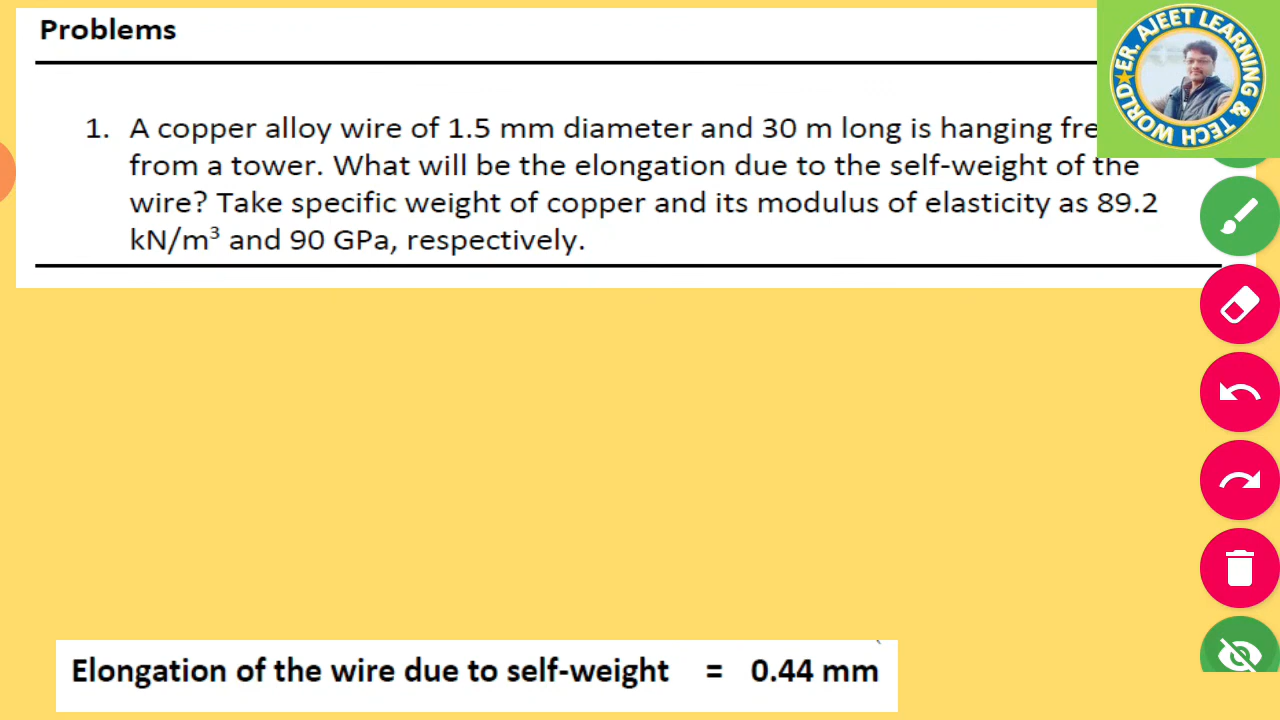 Problems
ER. AJEET LEARNING & TECH WORLD
1. A copper alloy wire of 1.5 mm diameter and 30 m long is hanging fre
from a tower. What will be the elongation due to the self-weight of the
wire? Take specific weight of copper and its modulus of elasticity as 89.2
kN/m³ and 90 GPa, respectively.
Elongation of the wire due to self-weight = 0.44 mm